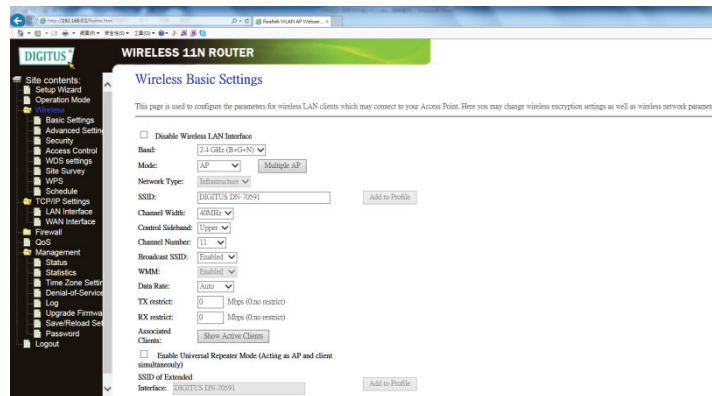 http://192.168.0.1/home.htm
Realtek WLAN AP Webser...
DIGITUS
WIRELESS 11N ROUTER
Site contents:
Setup Wizard
Operation Mode
Wireless
Basic Settings
Advanced Settin
Security
Access Control
WDS settings
Site Survey
WPS
Schedule
TCP/IP Settings
LAN Interface
WAN Interface
Firewall
QoS
Management
Status
Statistics
Time Zone Settin
Denial-of-Service
Log
Upgrade Firmwa
Save/Reload Set
Password
Logout
Wireless Basic Settings
This page is used to configure the parameters for wireless LAN clients which may connect to your Access Point. Here you may change wireless encryption settings as well as wireless network paramet
Disable Wireless LAN Interface
Band: 2.4 GHz (B+G+N)
Mode: AP Multiple AP
Network Type: Infrastructure
SSID: DIGITUS DN-70591 Add to Profile
Channel Width: 40MHz
Control Sideband: Upper
Channel Number: 11
Broadcast SSID: Enabled
WMM: Enabled
Data Rate: Auto
TX restrict: 0 Mbps (0:no restrict)
RX restrict: 0 Mbps (0:no restrict)
Associated
Clients: Show Active Clients
Enable Universal Repeater Mode (Acting as AP and client
simultaneouly)
SSID of Extended
Interface: DIGITUS DN-70591 Add to Profile